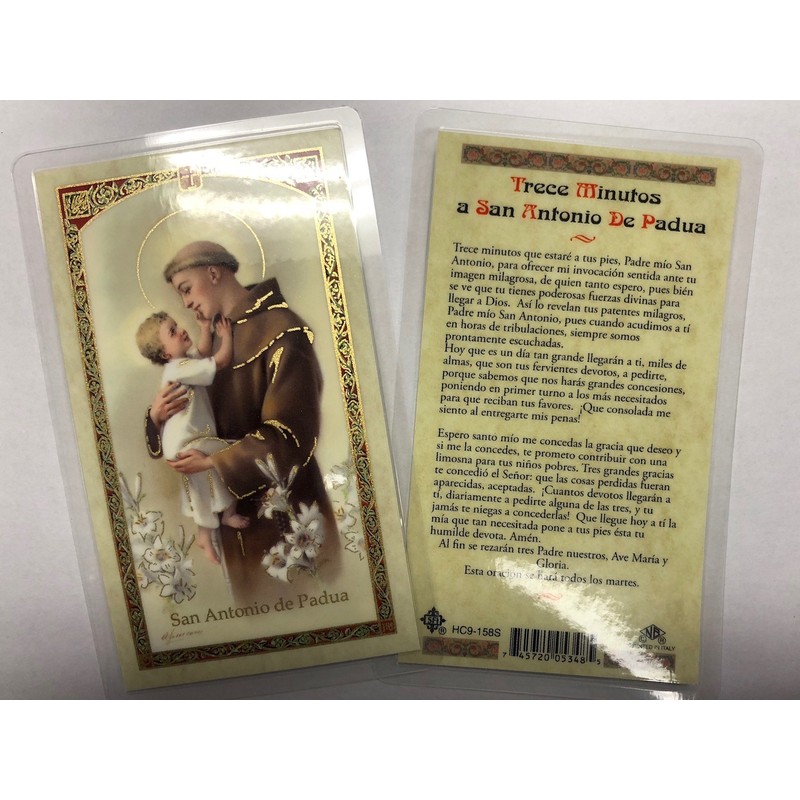 San Antonio de Padua
Trece Minutos
a San Antonio De Padua
Trece minutos que estaré a tus pies, Padre mío San
Antonio, para ofrecer mi invocación sentida ante tu
imagen milagrosa, de quien tanto espero, pues bién
se ve que tu tienes poderosas fuerzas divinas para
llegar a Dios. Así lo revelan tus patentes milagros,
Padre mío San Antonio, pues cuando acudimos a tí
en horas de tribulaciones, siempre somos
prontamente escuchadas.
Hoy que es un día tan grande llegarán a ti, miles de
almas, que son tus fervientes devotos, a pedirte,
porque sabemos que nos harás grandes concesiones,
poniendo en primer turno a los más necesitados
para que reciban tus favores. ¡Que consolada me
siento al entregarte mis penas!
Espero santo mío me concedas la gracia que deseo y
si me la concedes, te prometo contribuir con una
limosna para tus niños pobres. Tres grandes gracias
te concedió el Señor: que las cosas perdidas fueran
aparecidas, aceptadas. ¡Cuantos devotos llegarán a
tí, diariamente a pedirte alguna de las tres, y tu
jamás te niegas a concederlas! Que llegue hoy a tí la
mía que tan necesitada pone a tus pies ésta tu
humilde devota. Amén.
Al fin se rezarán tres Padre nuestros, Ave María y
Gloria.
Esta oración se hará todos los martes.
HC9-158S
7 45720 05348 5